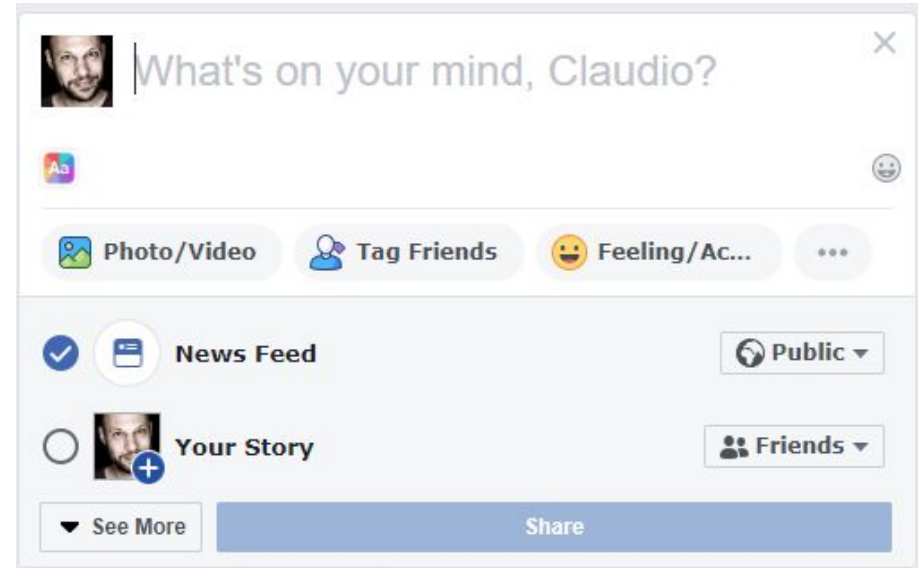 What's on your mind, Claudio?
Aa
Photo/Video Tag Friends Feeling/Ac...
News Feed Public
Your Story Friends
See More Share